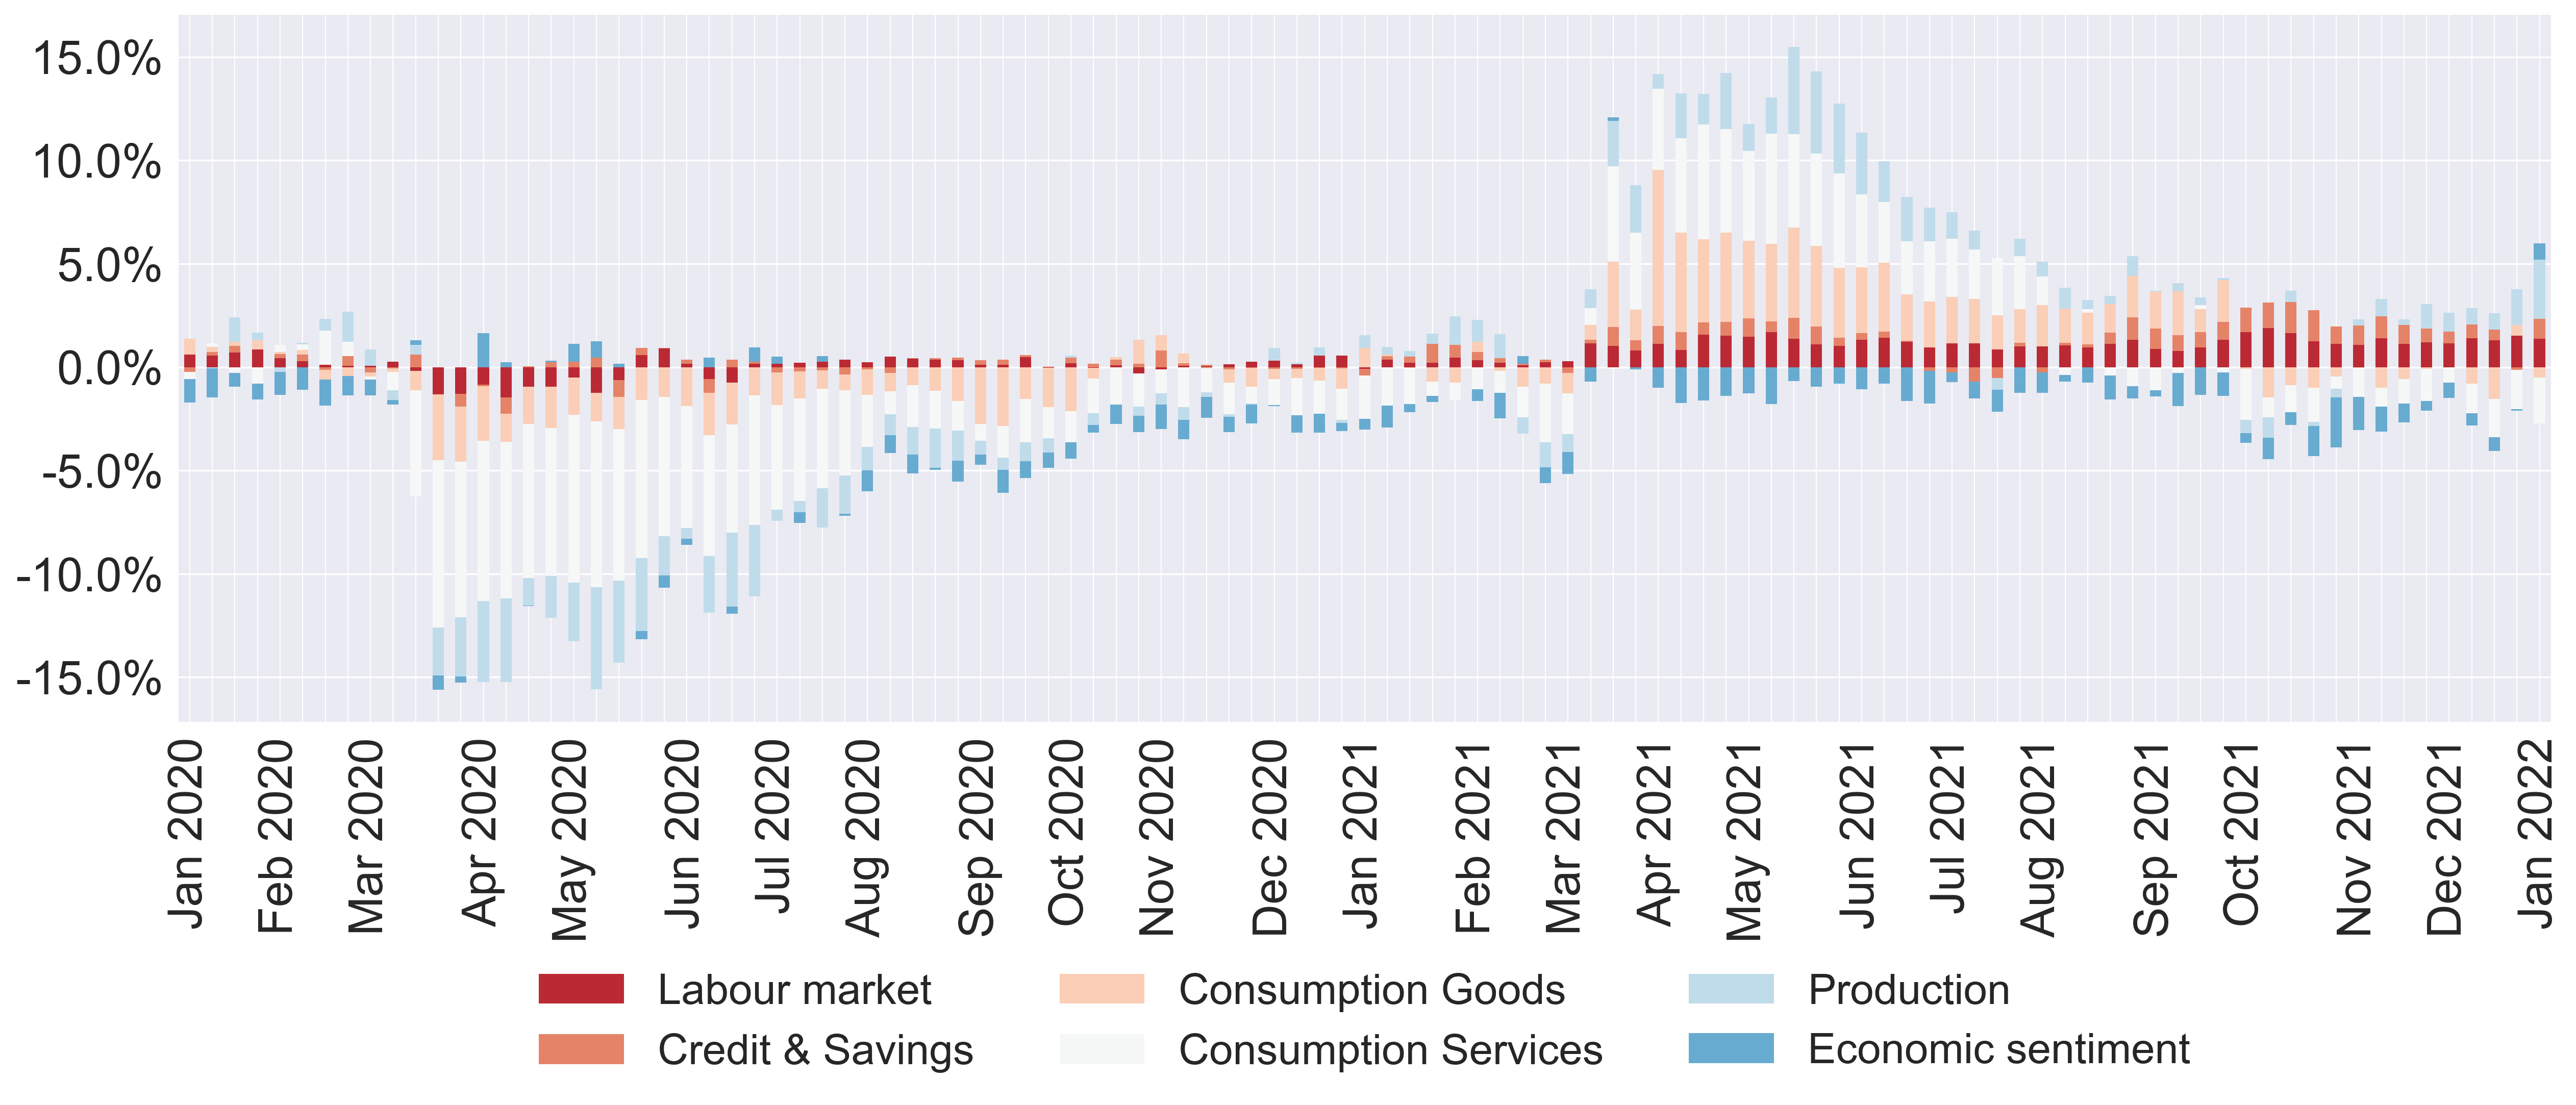 15.0%
10.0%
5.0%
0.0%
-5.0%
-10.0%
-15.0%
Jan 2020
Feb 2020
Mar 2020
Apr 2020
May 2020
Jun 2020
Jul 2020
Aug 2020
Sep 2020
Oct 2020
Nov 2020
Dec 2020
Jan 2021
Feb 2021
Mar 2021
Apr 2021
May 2021
Jun 2021
Jul 2021
Aug 2021
Sep 2021
Oct 2021
Nov 2021
Dec 2021
Jan 2022
Labour market
Credit & Savings
Consumption Goods
Consumption Services
Production
Economic sentiment